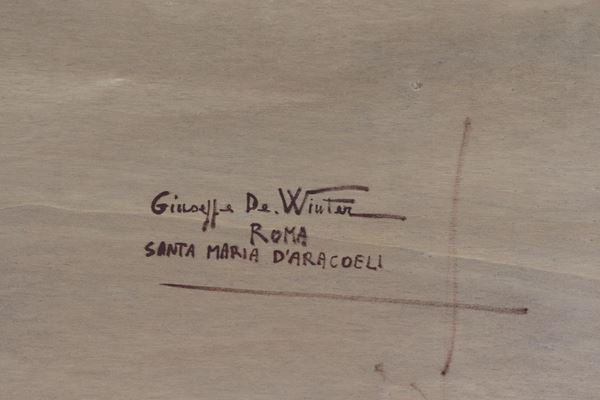 Giuseppe De. Winter
ROMA
SANTA MARIA D'ARACOELI